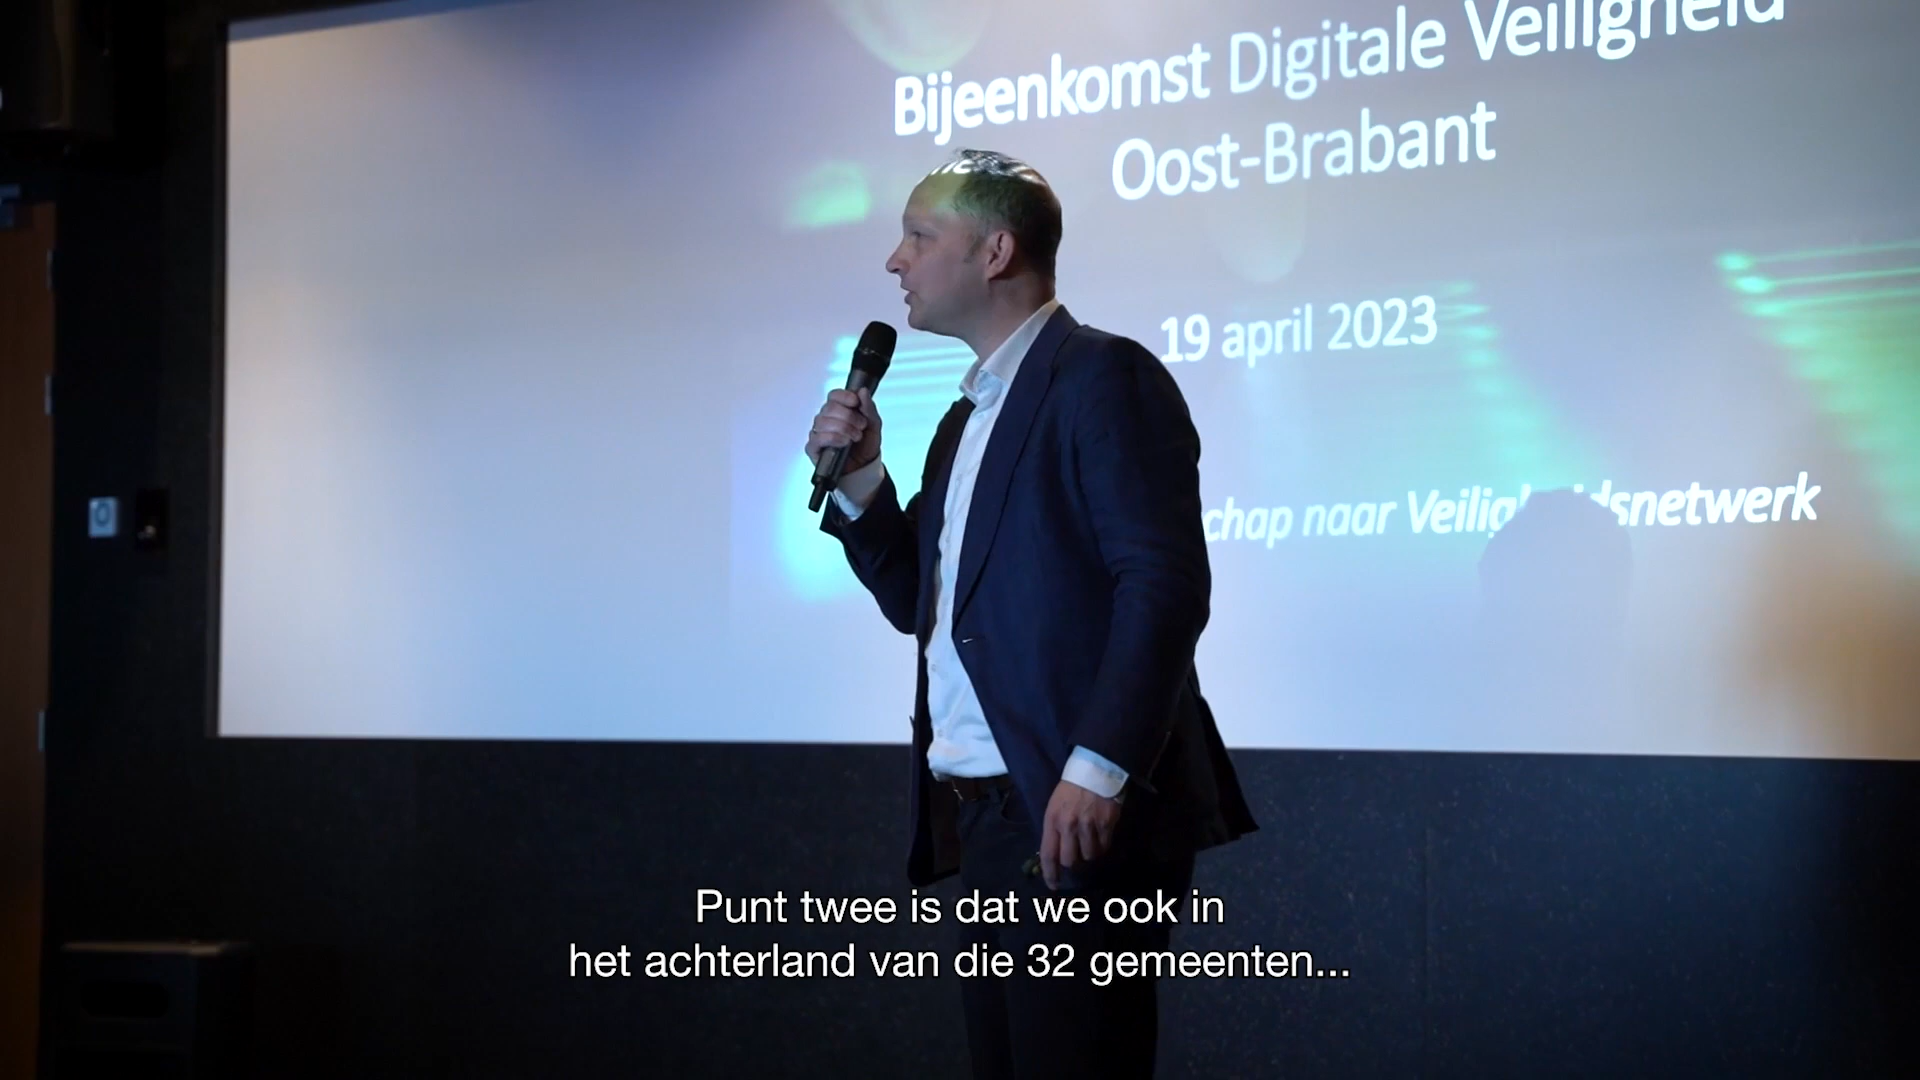 Bijeenkomst Digitale Veiligheid
Oost-Brabant
19 april 2023
naar
Punt twee is dat we ook in
het achterland van die 32 gemeenten...